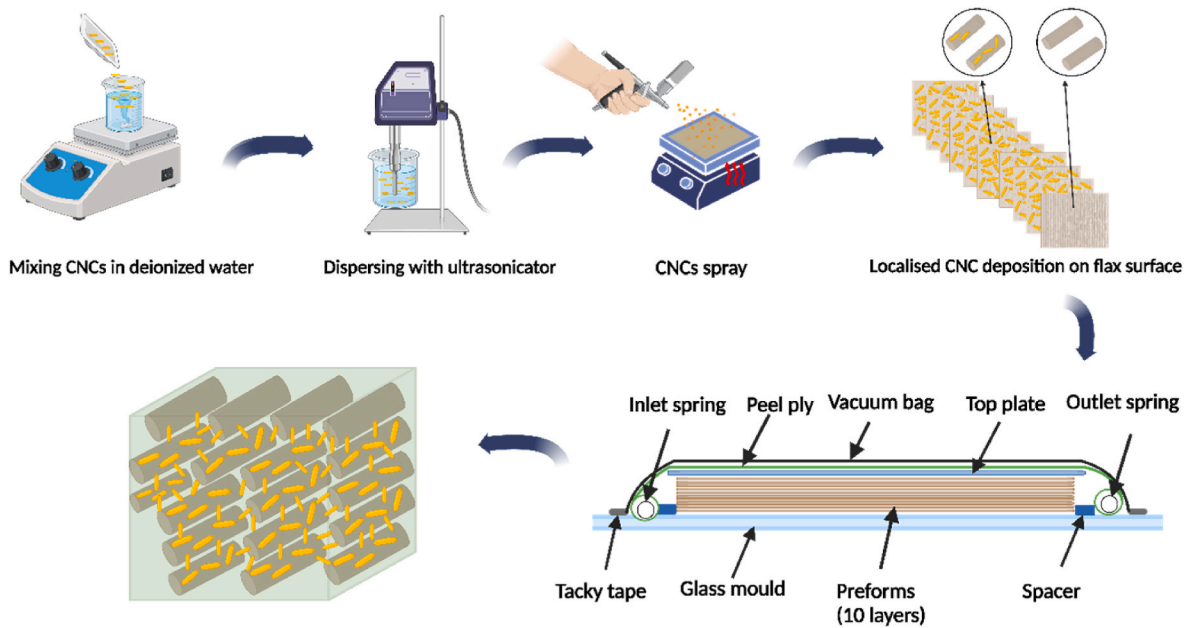 Mixing CNCs in deionized water
Dispersing with ultrasonicator
CNCs spray
Localised CNC deposition on flax surface
Inlet spring
Peel ply
Vacuum bag
Top plate
Outlet spring
Tacky tape
Glass mould
Preforms
(10 layers)
Spacer